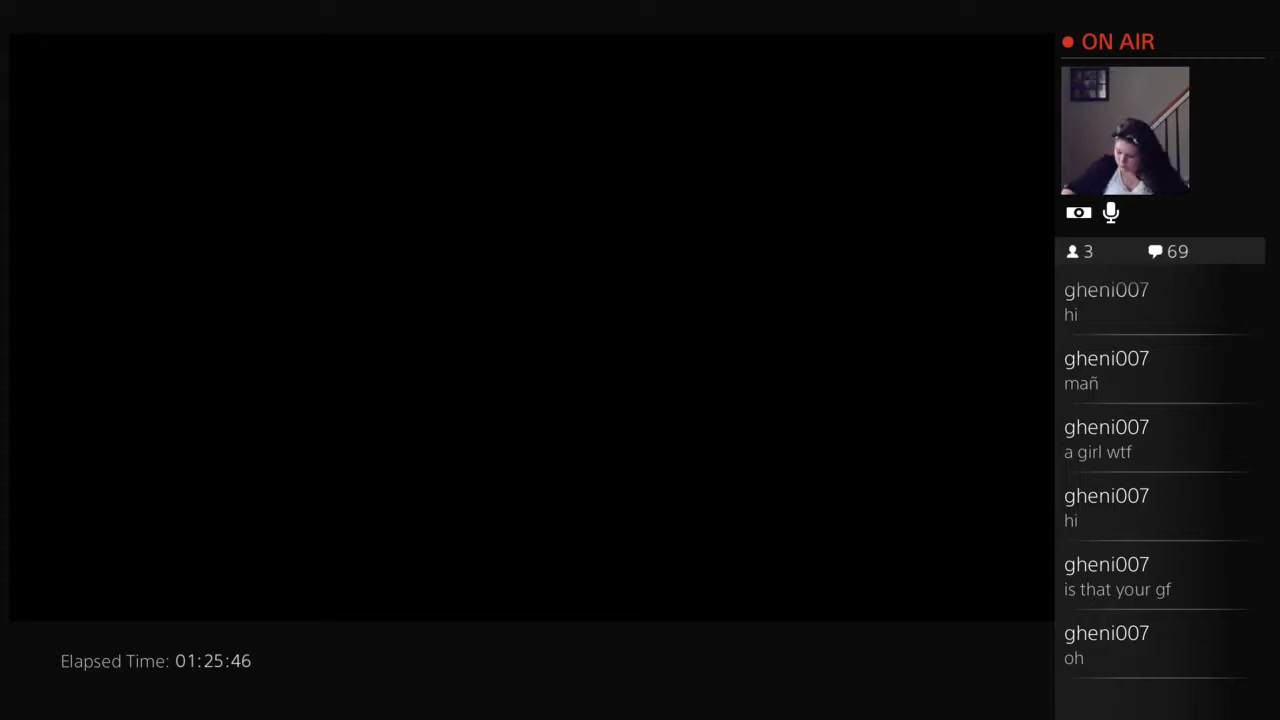 ON AIR
3 69
gheni007
hi
gheni007
mañ
gheni007
a girl wtf
gheni007
hi
gheni007
is that your gf
gheni007
oh
Elapsed Time: 01:25:46